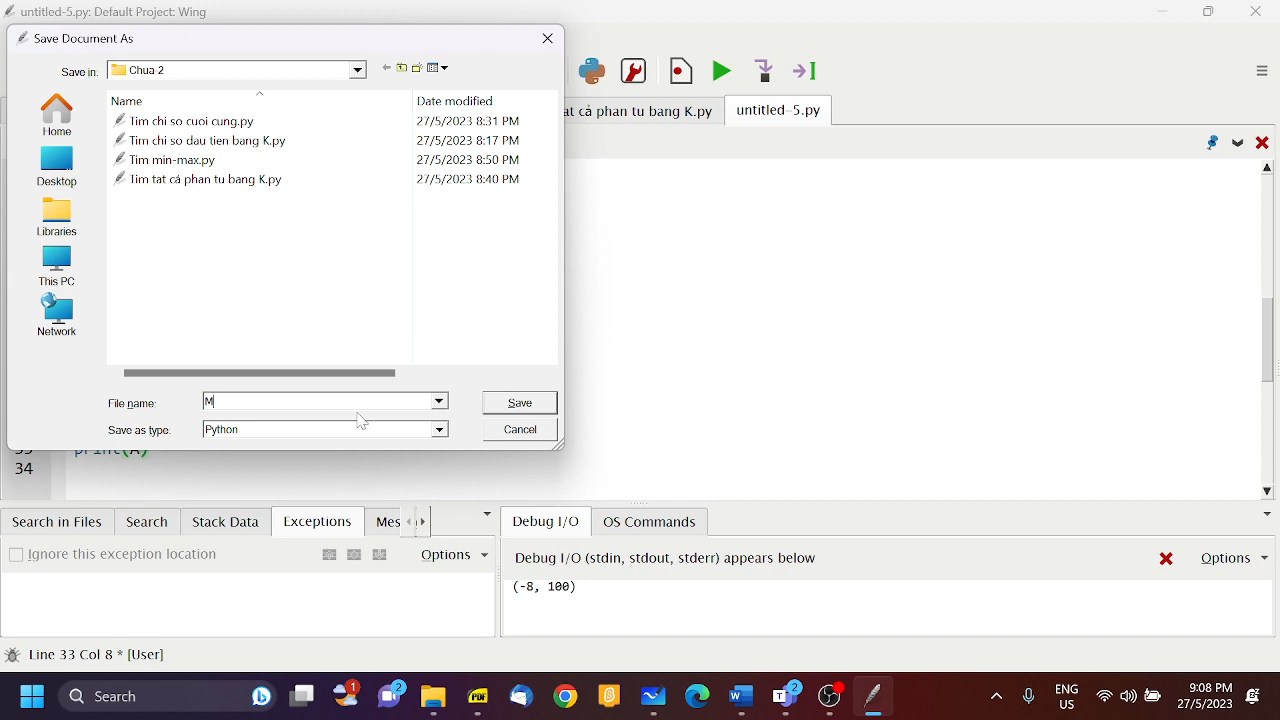 untitled-5.py: Default Project: Wing
Save Document As
Save in:
Chua-2
at cả phan tu bang K.py
untitled-5.py
Name
Date modified
Home
Tim chi so cuoi cung.py
27/5/2023 8:31 PM
Tim chi so dau tien bang K.py
27/5/2023 8:17 PM
Tim min-max.py
27/5/2023 8:50 PM
Desktop
Tim tat cả phan tu bang K.py
27/5/2023 8:40 PM
Libraries
This PC
Network
File name:
M
Save
Save as type:
Python
Cancel
print(A)
34
Search in Files
Search
Stack Data
Exceptions
Mes
Debug I/O
OS Commands
Ignore this exception location
Options
Debug I/O (stdin, stdout, stderr) appears below
Options
(-8, 100)
Line 33 Col 8 * [User]
Search
1
2
PDF
2
ENG
US
9:08 PM
27/5/2023